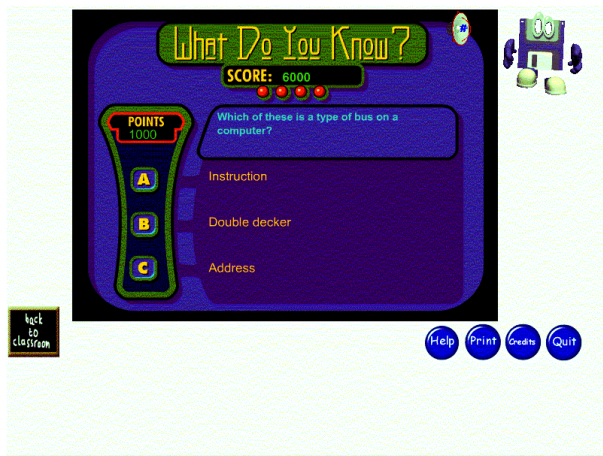 What Do You Know?
#
SCORE: 6000
POINTS
1000
Which of these is a type of bus on a
computer?
A
Instruction
B
Double decker
C
Address
back
to
classroom
Help
Print
Credits
Quit